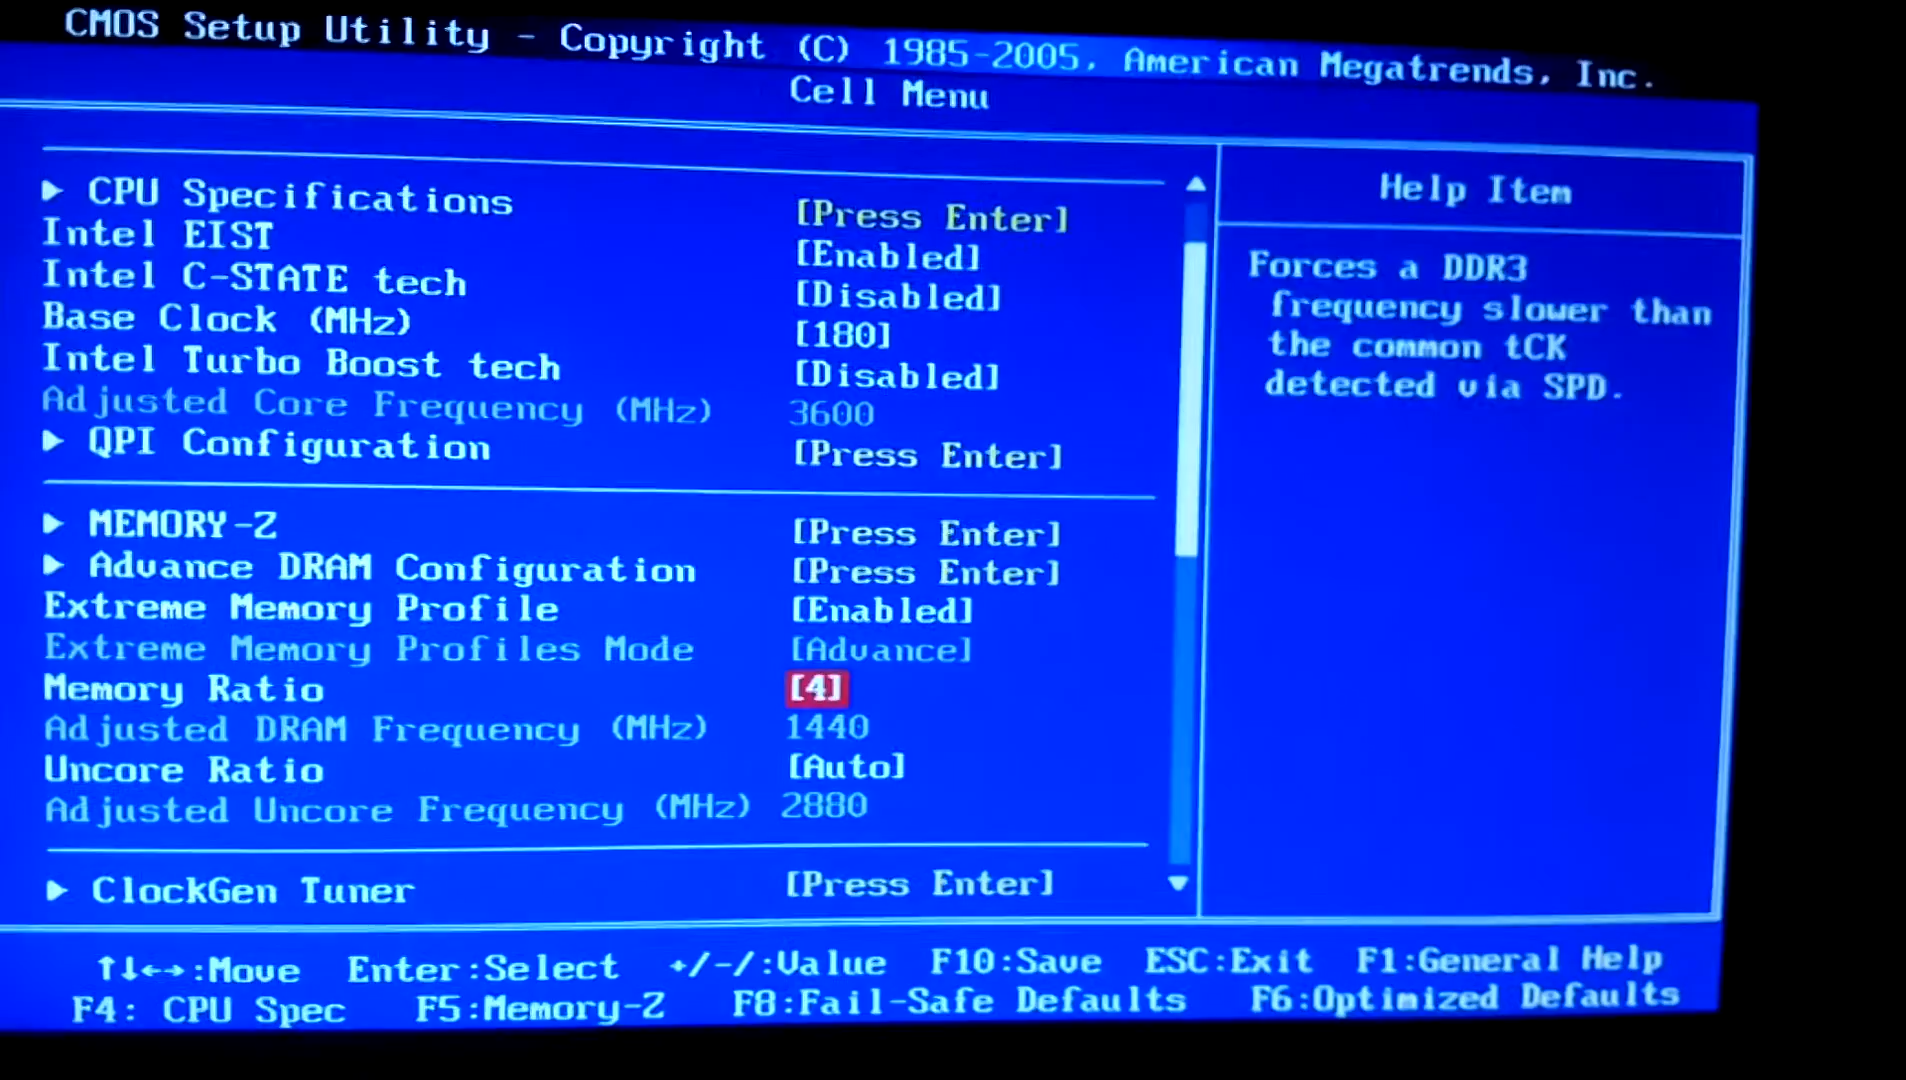 CMOS Setup Utility - Copyright (C) 1985-2005, American Megatrends, Inc.
Cell Menu
▶ CPU Specifications [Press Enter]
Intel EIST [Enabled]
Intel C-STATE tech [Disabled]
Base Clock (MHz) [180]
Intel Turbo Boost tech [Disabled]
Adjusted Core Frequency (MHz) 3600
▶ QPI Configuration [Press Enter]
▶ MEMORY-Z [Press Enter]
▶ Advance DRAM Configuration [Press Enter]
Extreme Memory Profile [Enabled]
Extreme Memory Profiles Mode [Advance]
Memory Ratio [4]
Adjusted DRAM Frequency (MHz) 1440
Uncore Ratio [Auto]
Adjusted Uncore Frequency (MHz) 2880
▶ ClockGen Tuner [Press Enter]
Help Item
Forces a DDR3
frequency slower than
the common tCK
detected via SPD.
↑↓←→:Move Enter:Select +/-/:Value F10:Save ESC:Exit F1:General Help
F4: CPU Spec F5:Memory-Z F8:Fail-Safe Defaults F6:Optimized Defaults